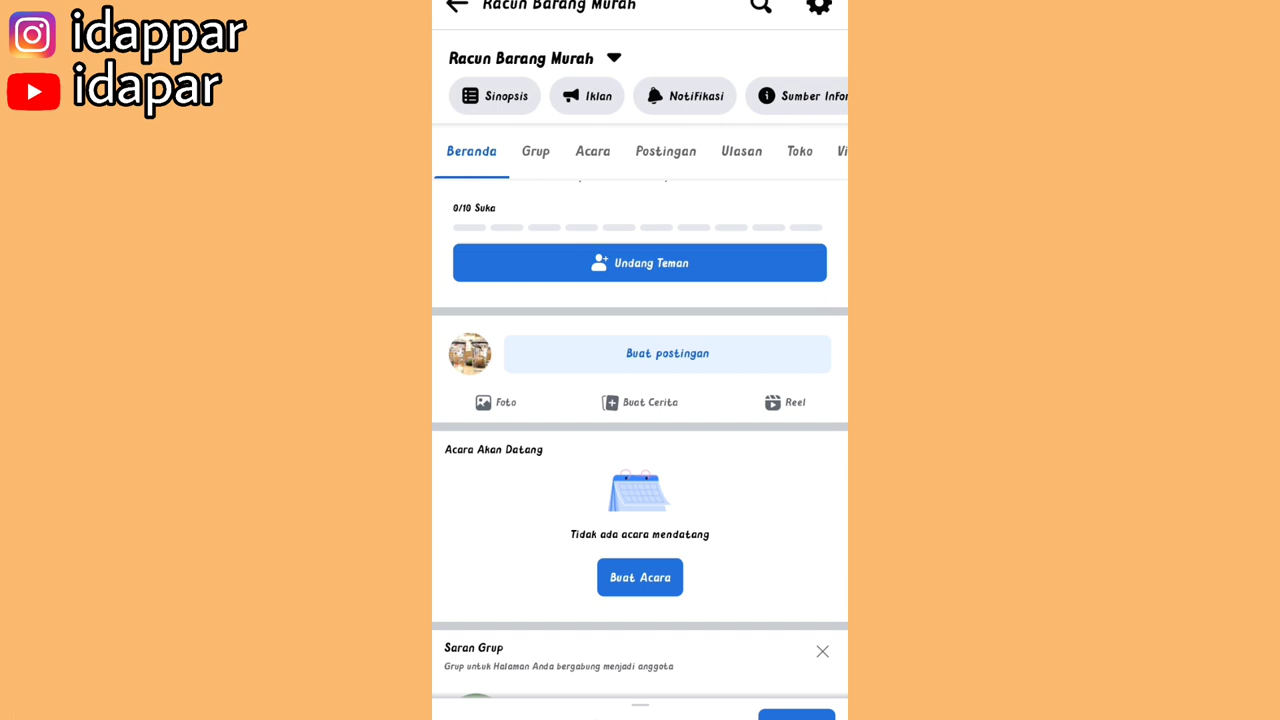 idappar
idapar
Racun Barang Murah
Racun Barang Murah
Sinopsis Iklan Notifikasi Sumber Infor
Beranda Grup Acara Postingan Ulasan Toko Vi
0/10 Suka
Undang Teman
Buat postingan
Foto Buat Cerita Reel
Acara Akan Datang
Tidak ada acara mendatang
Buat Acara
Saran Grup
Grup untuk Halaman Anda bergabung menjadi anggota